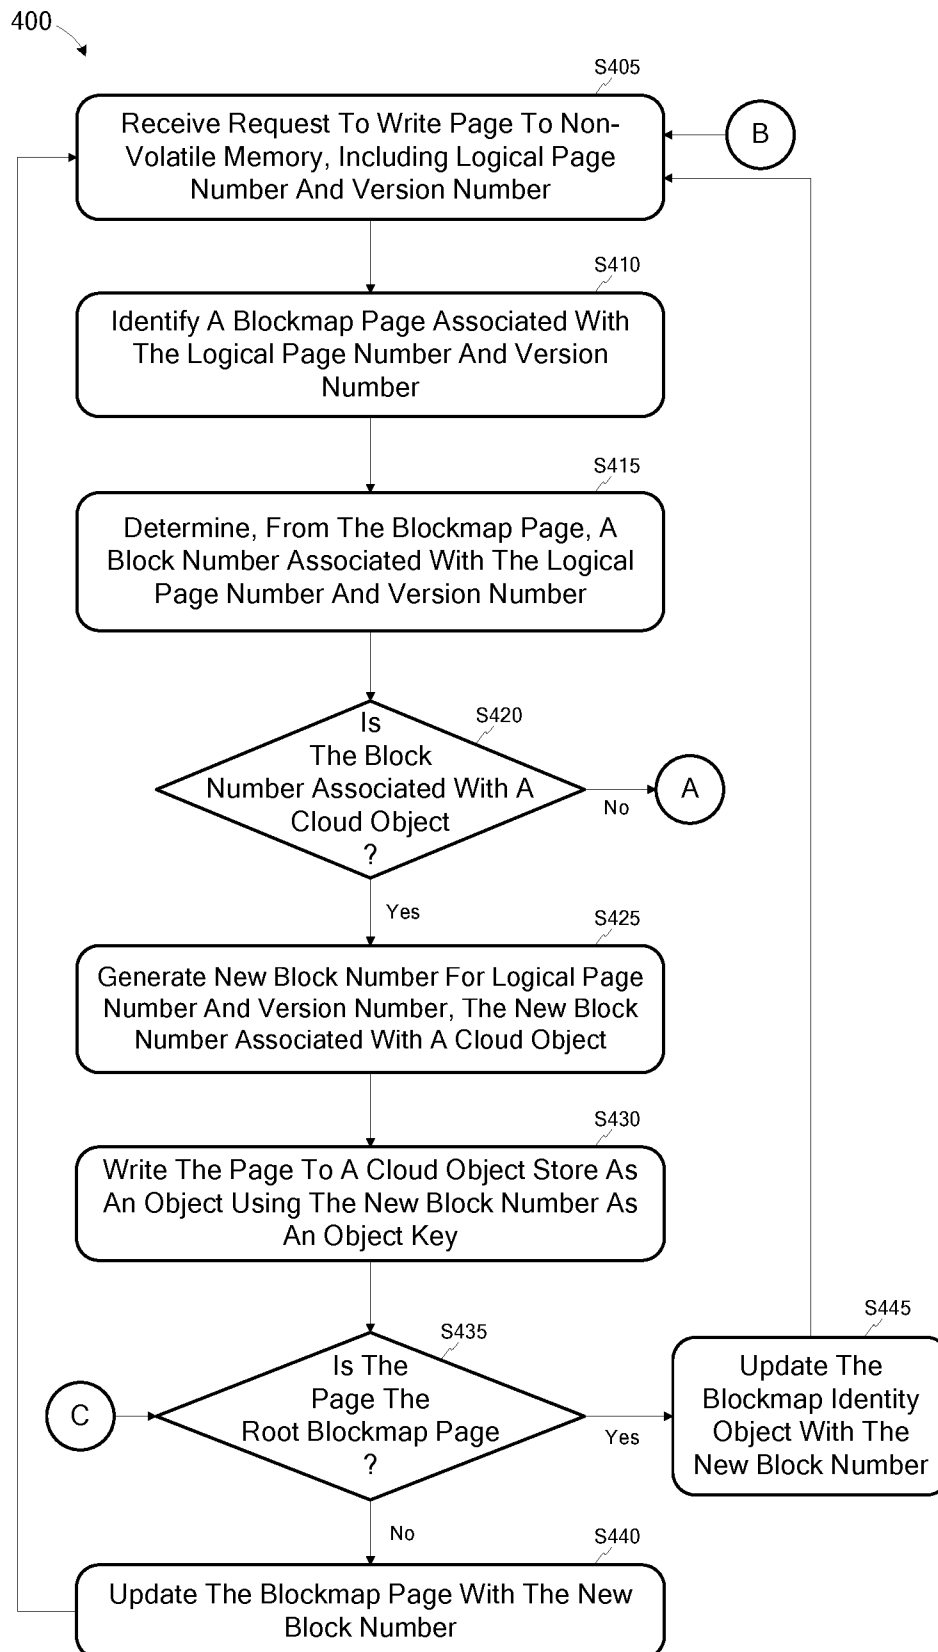 400
S405
Receive Request To Write Page To Non-
Volatile Memory, Including Logical Page
Number And Version Number
B
S410
Identify A Blockmap Page Associated With
The Logical Page Number And Version
Number
S415
Determine, From The Blockmap Page, A
Block Number Associated With The Logical
Page Number And Version Number
S420
Is
The Block
Number Associated With A
Cloud Object
?
No
A
Yes
S425
Generate New Block Number For Logical Page
Number And Version Number, The New Block
Number Associated With A Cloud Object
S430
Write The Page To A Cloud Object Store As
An Object Using The New Block Number As
An Object Key
S435
Is The
Page The
Root Blockmap Page
?
C
Yes
S445
Update The
Blockmap Identity
Object With The
New Block Number
No
S440
Update The Blockmap Page With The New
Block Number